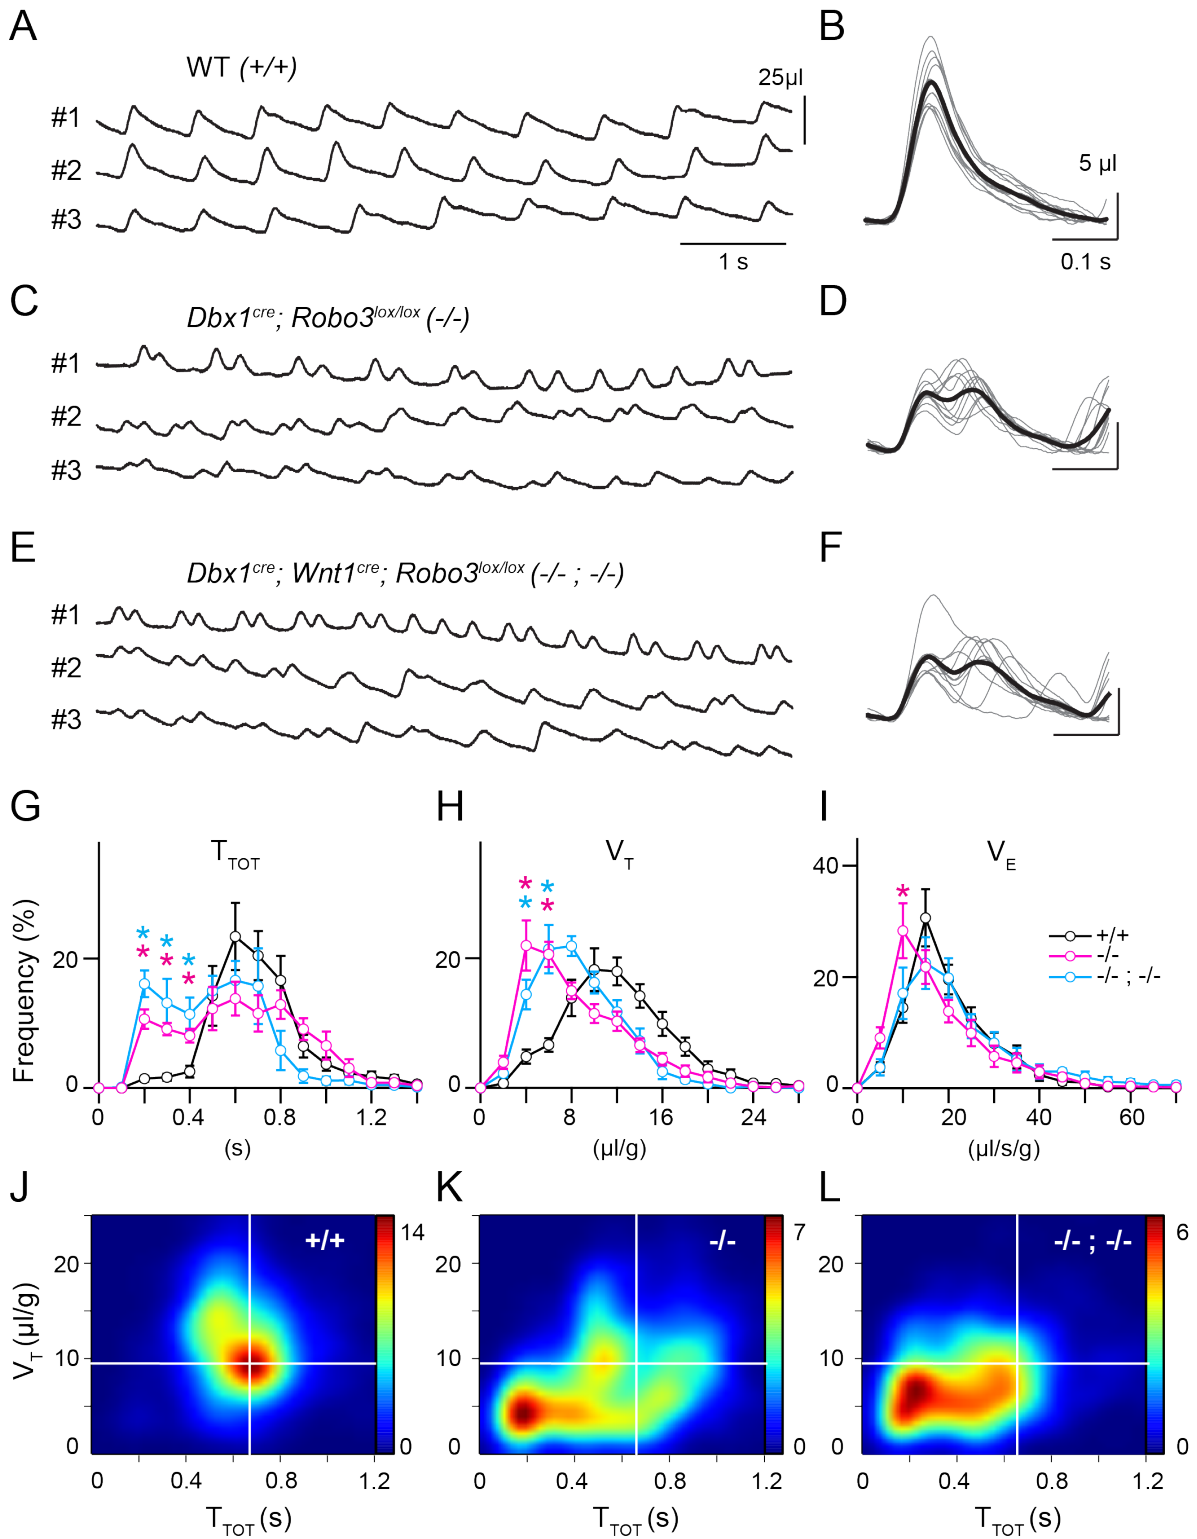 A
B
WT (+/+)
25µl
#1
#2
#3
5 µl
1 s
0.1 s
C
D
Dbx1cre; Robo3lox/lox (-/-)
#1
#2
#3
E
F
Dbx1cre; Wnt1cre; Robo3lox/lox (-/- ; -/-)
#1
#2
#3
G
H
I
TTOT
VT
VE
* * * * * *
* * * *
*
40
20
20
20
0
0
0
Frequency (%)
+/+
-/-
-/- ; -/-
0 0.4 0.8 1.2
0 8 16 24
0 20 40 60
(s)
(µl/g)
(µl/s/g)
J
K
L
+/+
-/-
-/- ; -/-
14
7
6
20
10
0
0
20
10
0
0
20
10
0
0
VT (µl/g)
0 0.4 0.8 1.2
0 0.4 0.8 1.2
0 0.4 0.8 1.2
TTOT (s)
TTOT (s)
TTOT (s)